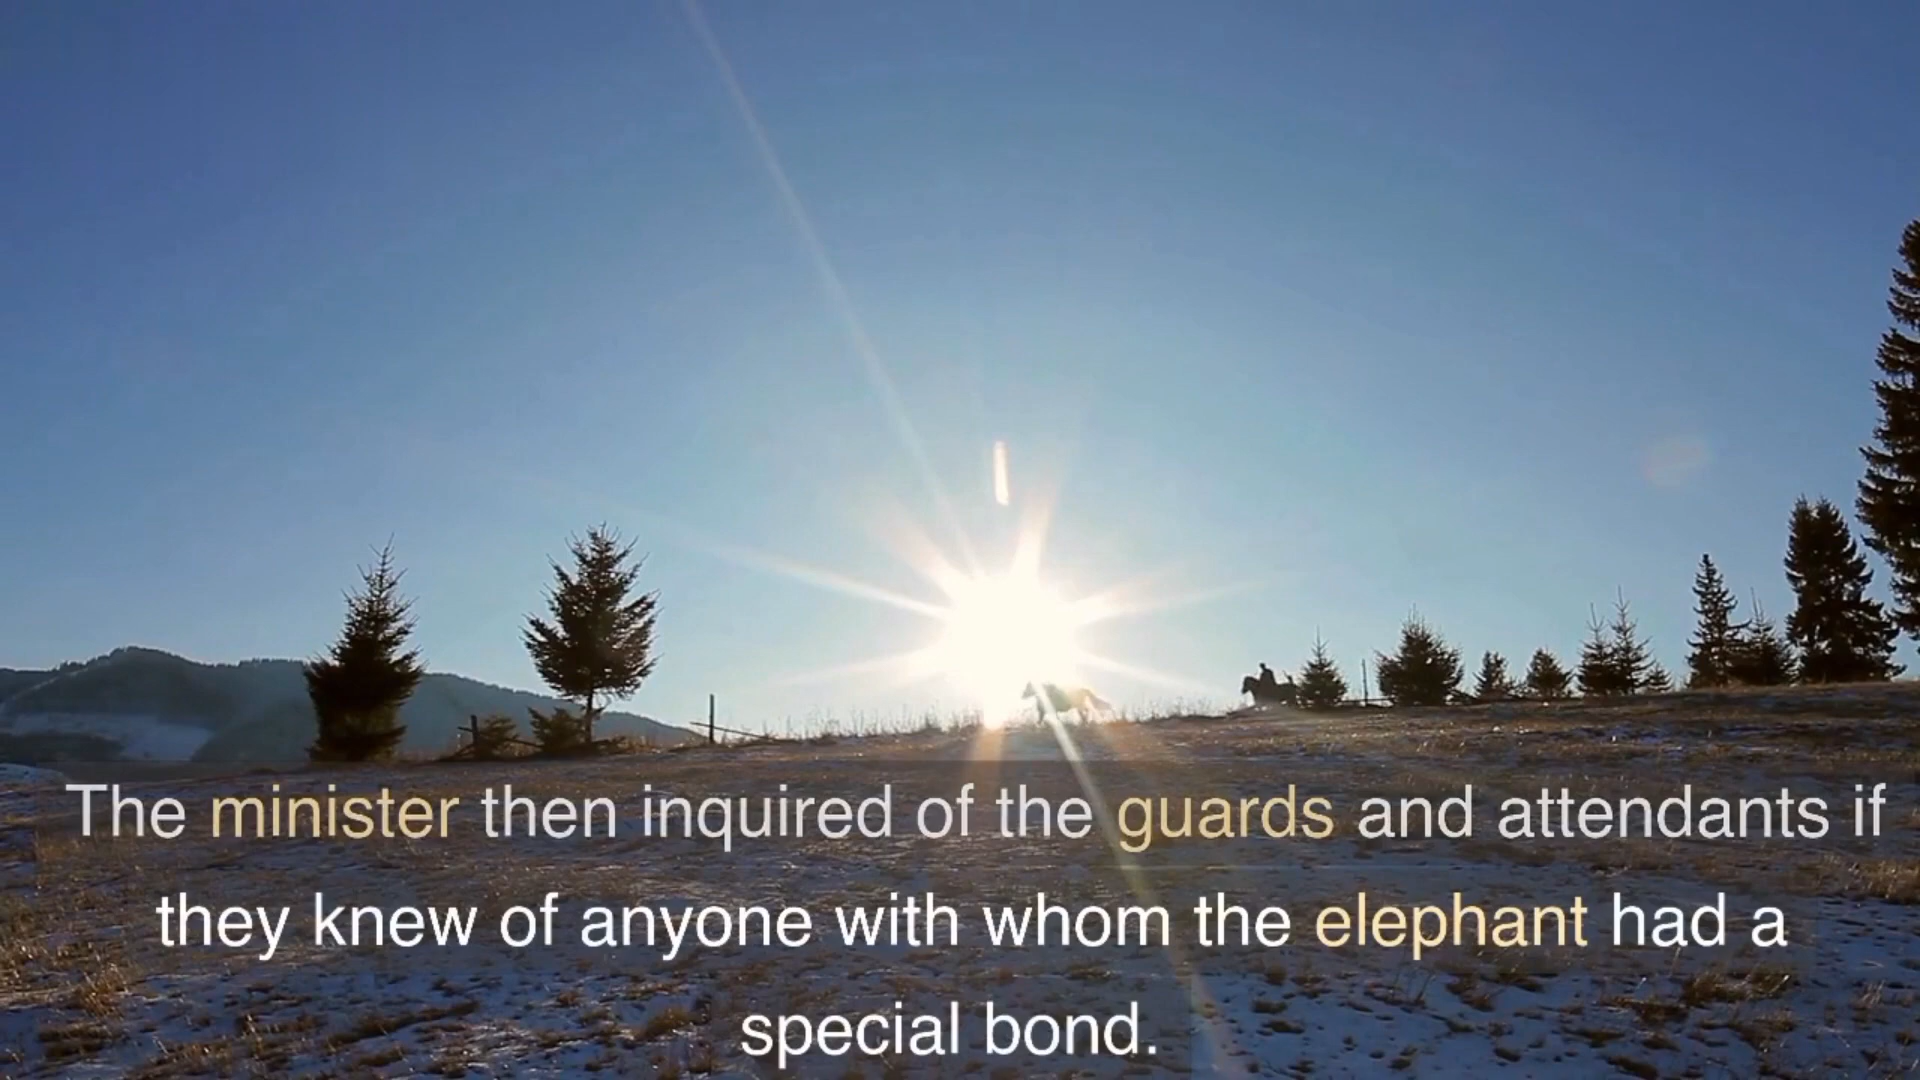 The minister then inquired of the guards and attendants if
they knew of anyone with whom the elephant had a
special bond.